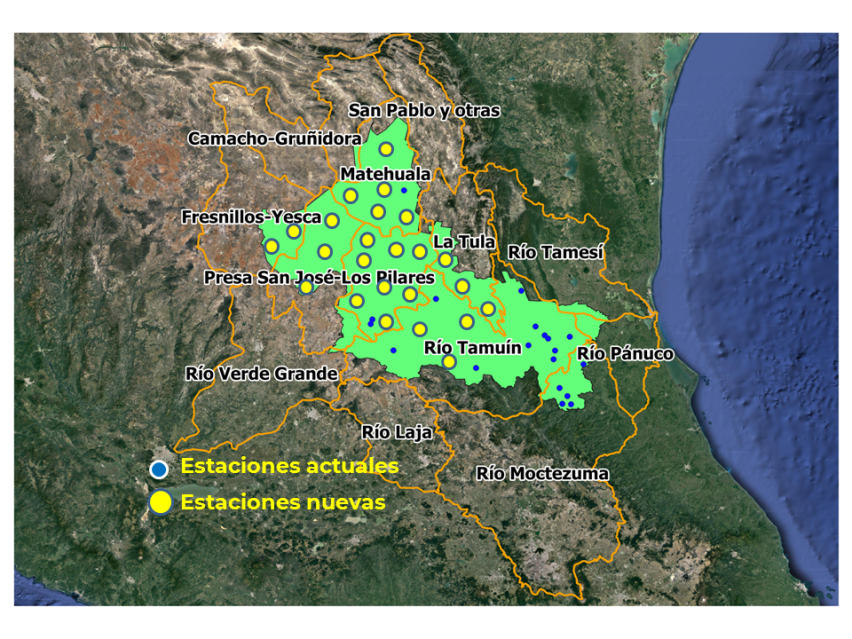 San Pablo y otras
Camacho-Gruñidora
Matehuala
Fresnillos-Yesca
La Tula
Río Tamesí
Presa San José-Los Pilares
Río Tamuín
Río Pánuco
Río Verde Grande
Río Laja
Estaciones actuales
Río Moctezuma
Estaciones nuevas